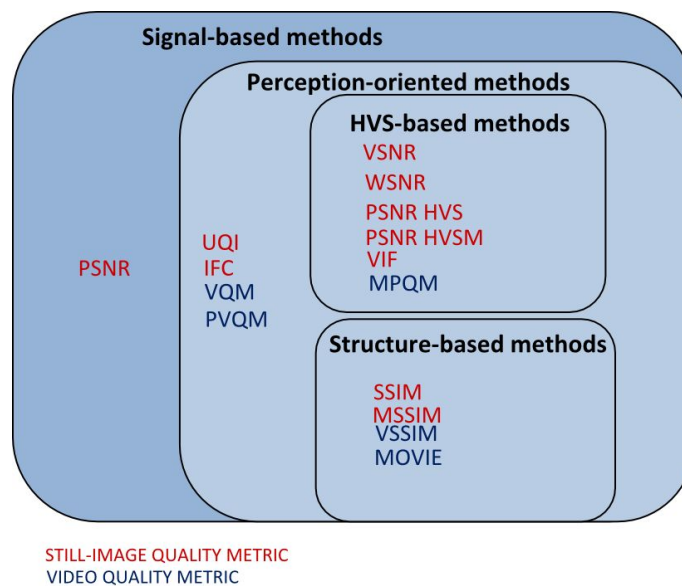 Signal-based methods
Perception-oriented methods
HVS-based methods
VSNR
WSNR
PSNR HVS
PSNR HVSM
VIF
MPQM
UQI
IFC
VQM
PVQM
PSNR
Structure-based methods
SSIM
MSSIM
VSSIM
MOVIE
STILL-IMAGE QUALITY METRIC
VIDEO QUALITY METRIC